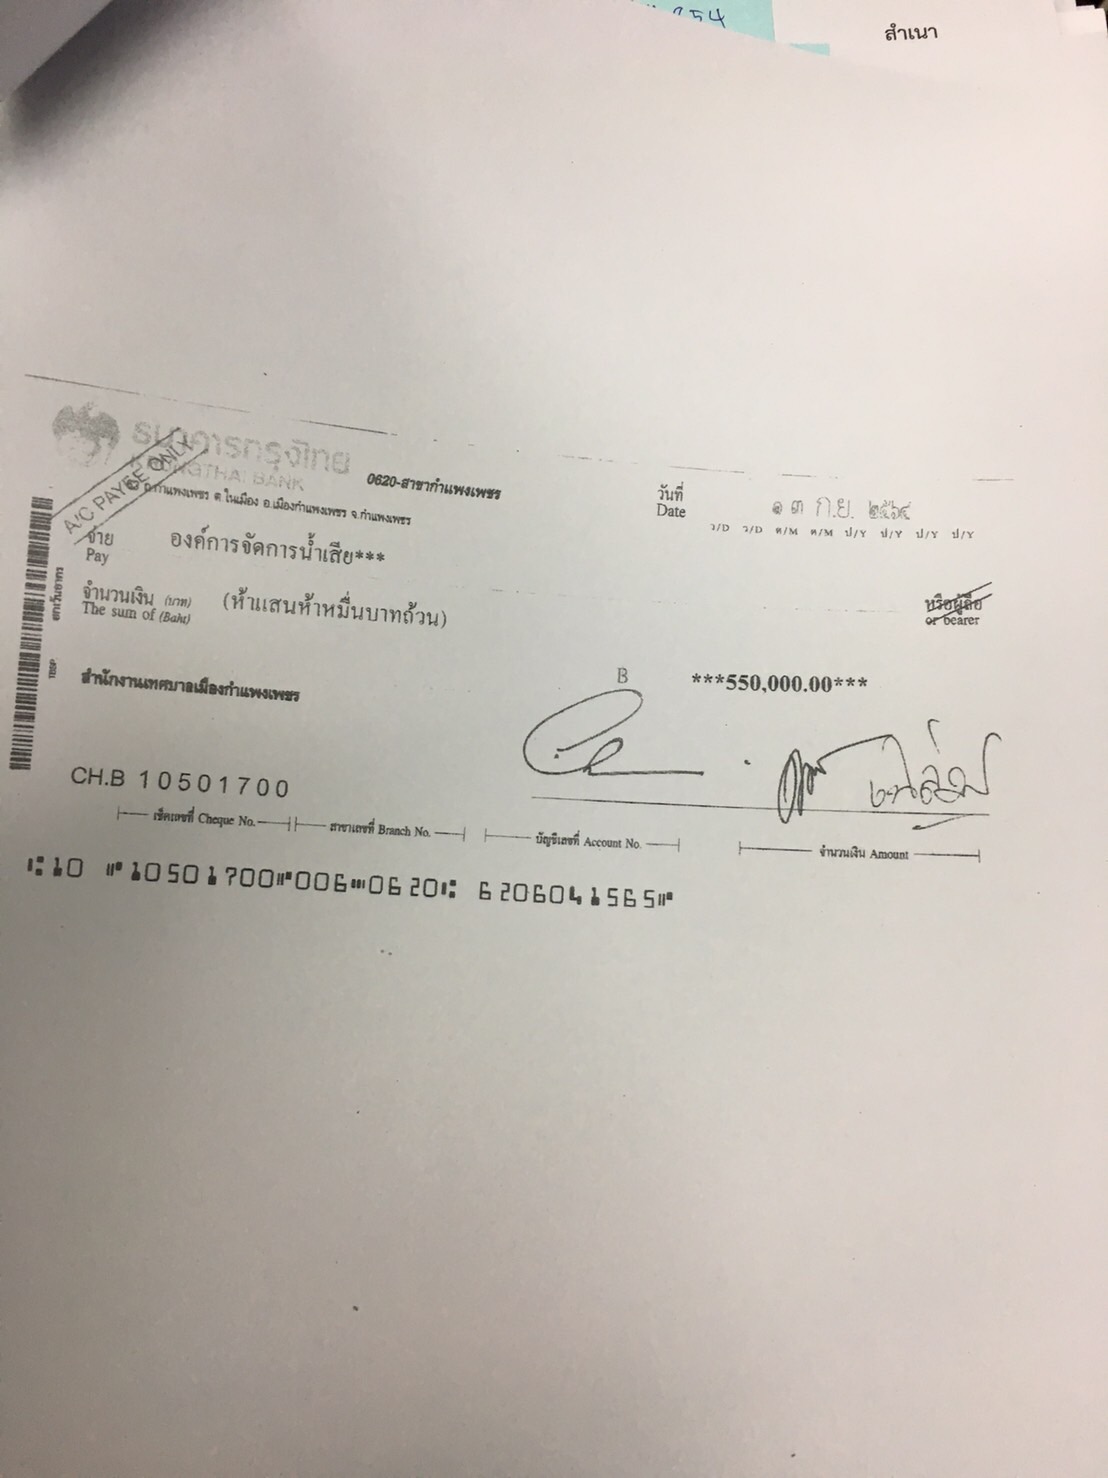 สำเนา
ธนาคารกรุงไทย
KRUNGTHAI BANK
0620-สาขากำแพงเพชร
ถ.กำแพงเพชร ต.ในเมือง อ.เมืองกำแพงเพชร จ.กำแพงเพชร
A/C PAYEE ONLY
วันที่ ๑๓ ก.ย. ๒๕๖๔
Date
ว/D ว/D ด/M ด/M ป/Y ป/Y ป/Y ป/Y
จ่าย องค์การจัดการน้ำเสีย***
Pay
หรือผู้ถือ
or bearer
จำนวนเงิน (บาท) (ห้าแสนห้าหมื่นบาทถ้วน)
The sum of (Baht)
ยกเว้นอากร
TBSP
สำนักงานเทศบาลเมืองกำแพงเพชร
B ***550,000.00***
CH.B 10501700
เช็คเลขที่ Cheque No. สาขาเลขที่ Branch No. บัญชีเลขที่ Account No. จำนวนเงิน Amount
10 10501700 006 0620 6206041565